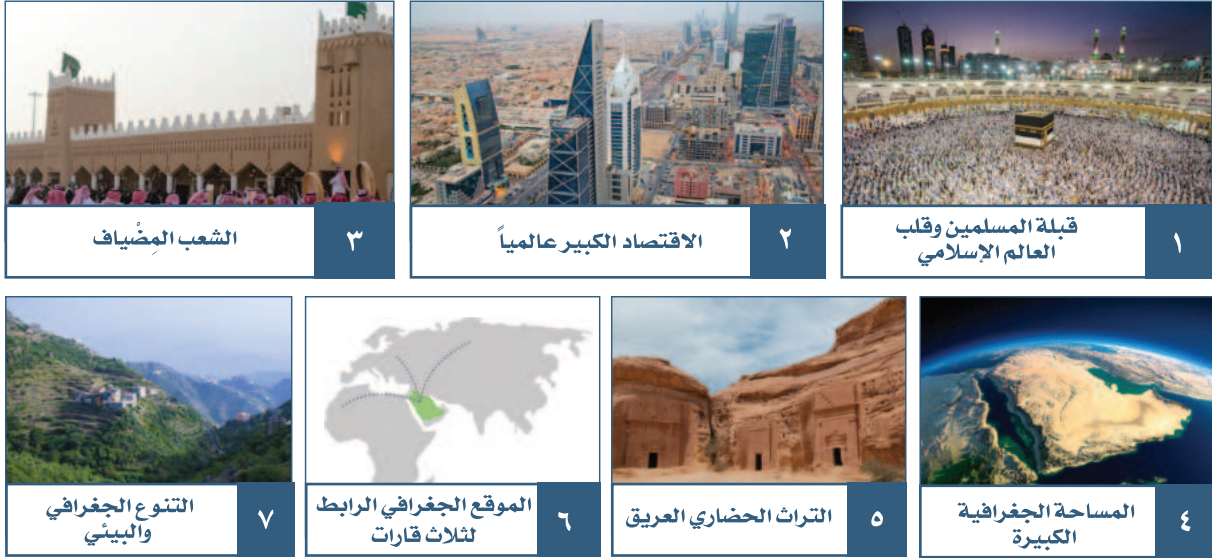 ١
قبلة المسلمين وقلب
العالم الإسلامي
٢
الاقتصاد الكبير عالمياً
٣
الشعب المِضْياف
٤
المساحة الجغرافية
الكبيرة
٥
التراث الحضاري العريق
٦
الموقع الجغرافي الرابط
لثلاث قارات
٧
التنوع الجغرافي
والبيئي